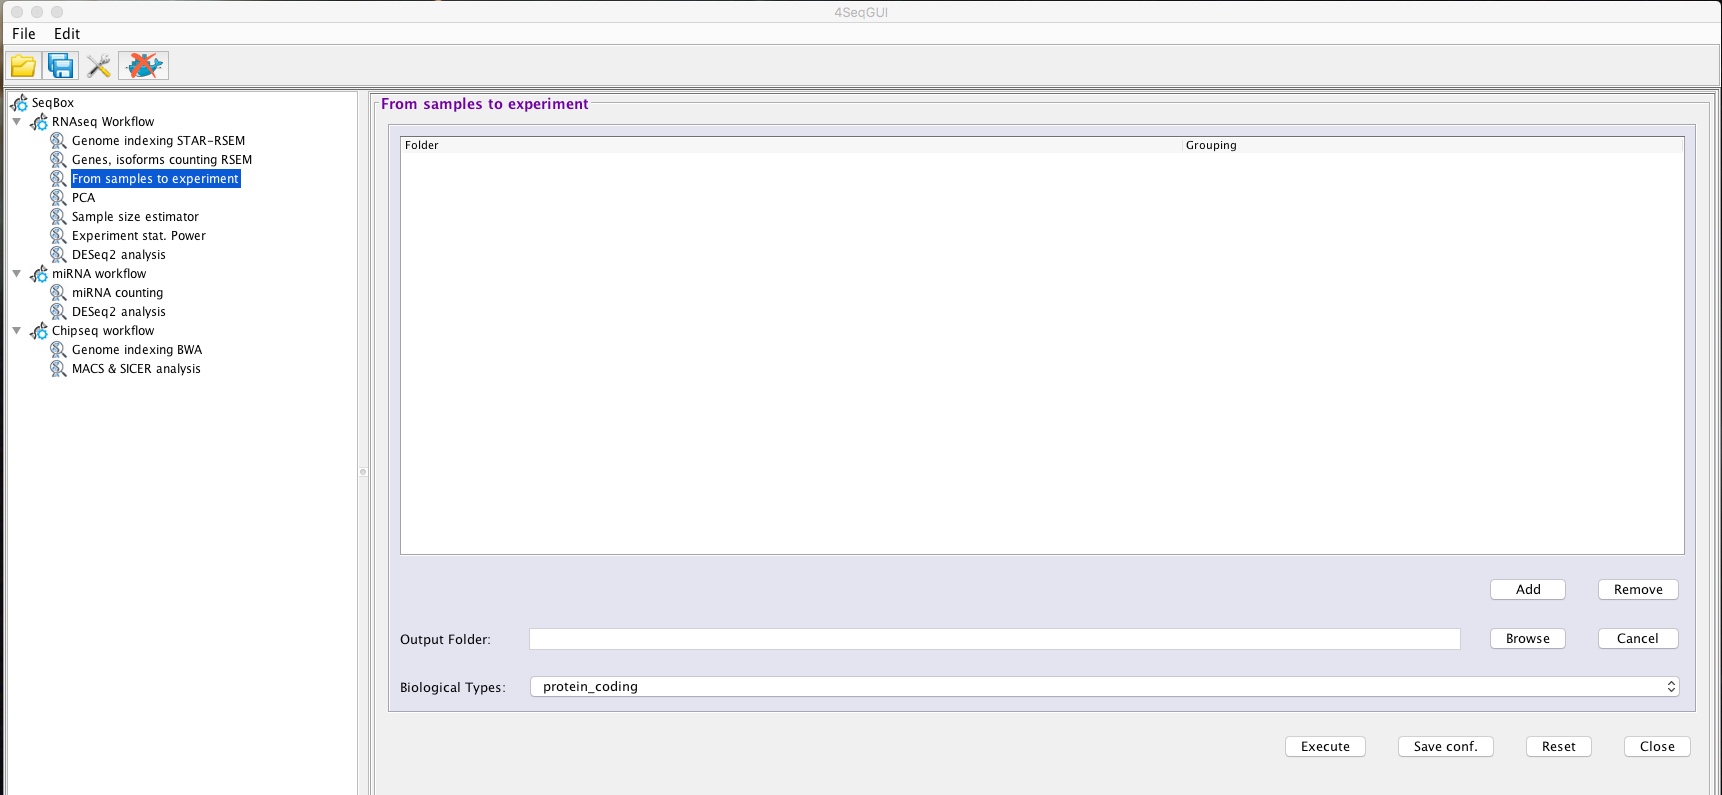 4SeqGUI
File Edit
SeqBox
RNAseq Workflow
Genome indexing STAR-RSEM
Genes, isoforms counting RSEM
From samples to experiment
PCA
Sample size estimator
Experiment stat. Power
DESeq2 analysis
miRNA workflow
miRNA counting
DESeq2 analysis
Chipseq workflow
Genome indexing BWA
MACS & SICER analysis
From samples to experiment
Folder Grouping
Add Remove
Output Folder: Browse Cancel
Biological Types: protein_coding
Execute Save conf. Reset Close